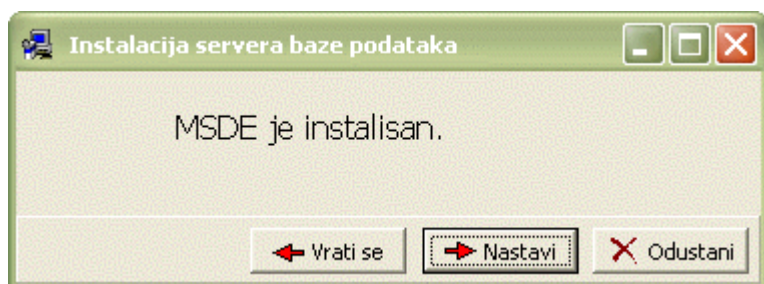 Instalacija servera baze podataka
MSDE je instalisan.
Vrati se Nastavi Odustani